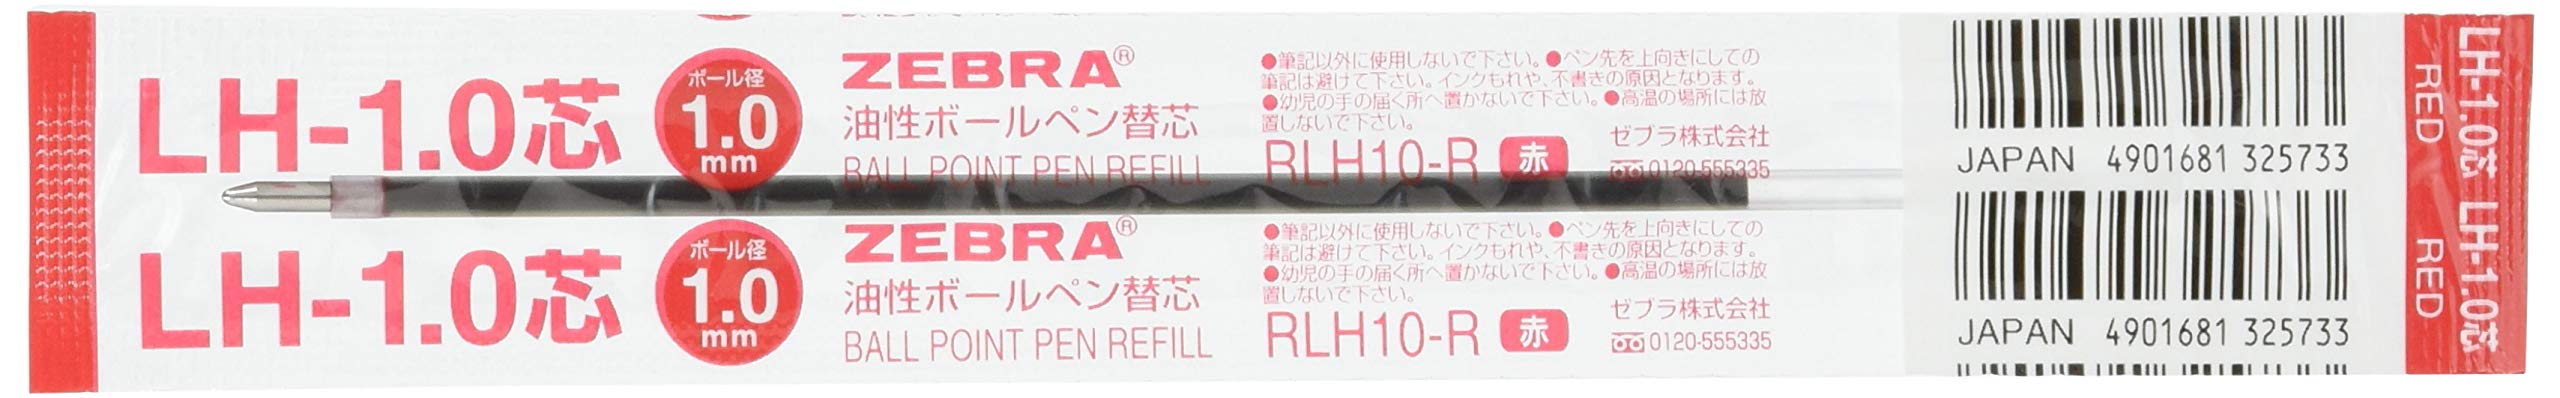 LH-1.0芯
ボール径
1.0
mm
ZEBRA®
油性ボールペン替芯
BALL POINT PEN REFILL
●筆記以外に使用しないで下さい。●ペン先を上向きにしての
筆記は避けて下さい。インクもれや、不書きの原因となります。
●幼児の手の届く所へ置かないで下さい。●高温の場所には放
置しないで下さい。
ゼブラ株式会社
RLH10-R 赤
0120-555335
JAPAN 4901681 325733
LH-1.0芯
RED
LH-1.0芯
ボール径
1.0
mm
ZEBRA®
油性ボールペン替芯
BALL POINT PEN REFILL
●筆記以外に使用しないで下さい。●ペン先を上向きにしての
筆記は避けて下さい。インクもれや、不書きの原因となります。
●幼児の手の届く所へ置かないで下さい。●高温の場所には放
置しないで下さい。
ゼブラ株式会社
RLH10-R 赤
0120-555335
JAPAN 4901681 325733
LH-1.0芯
RED